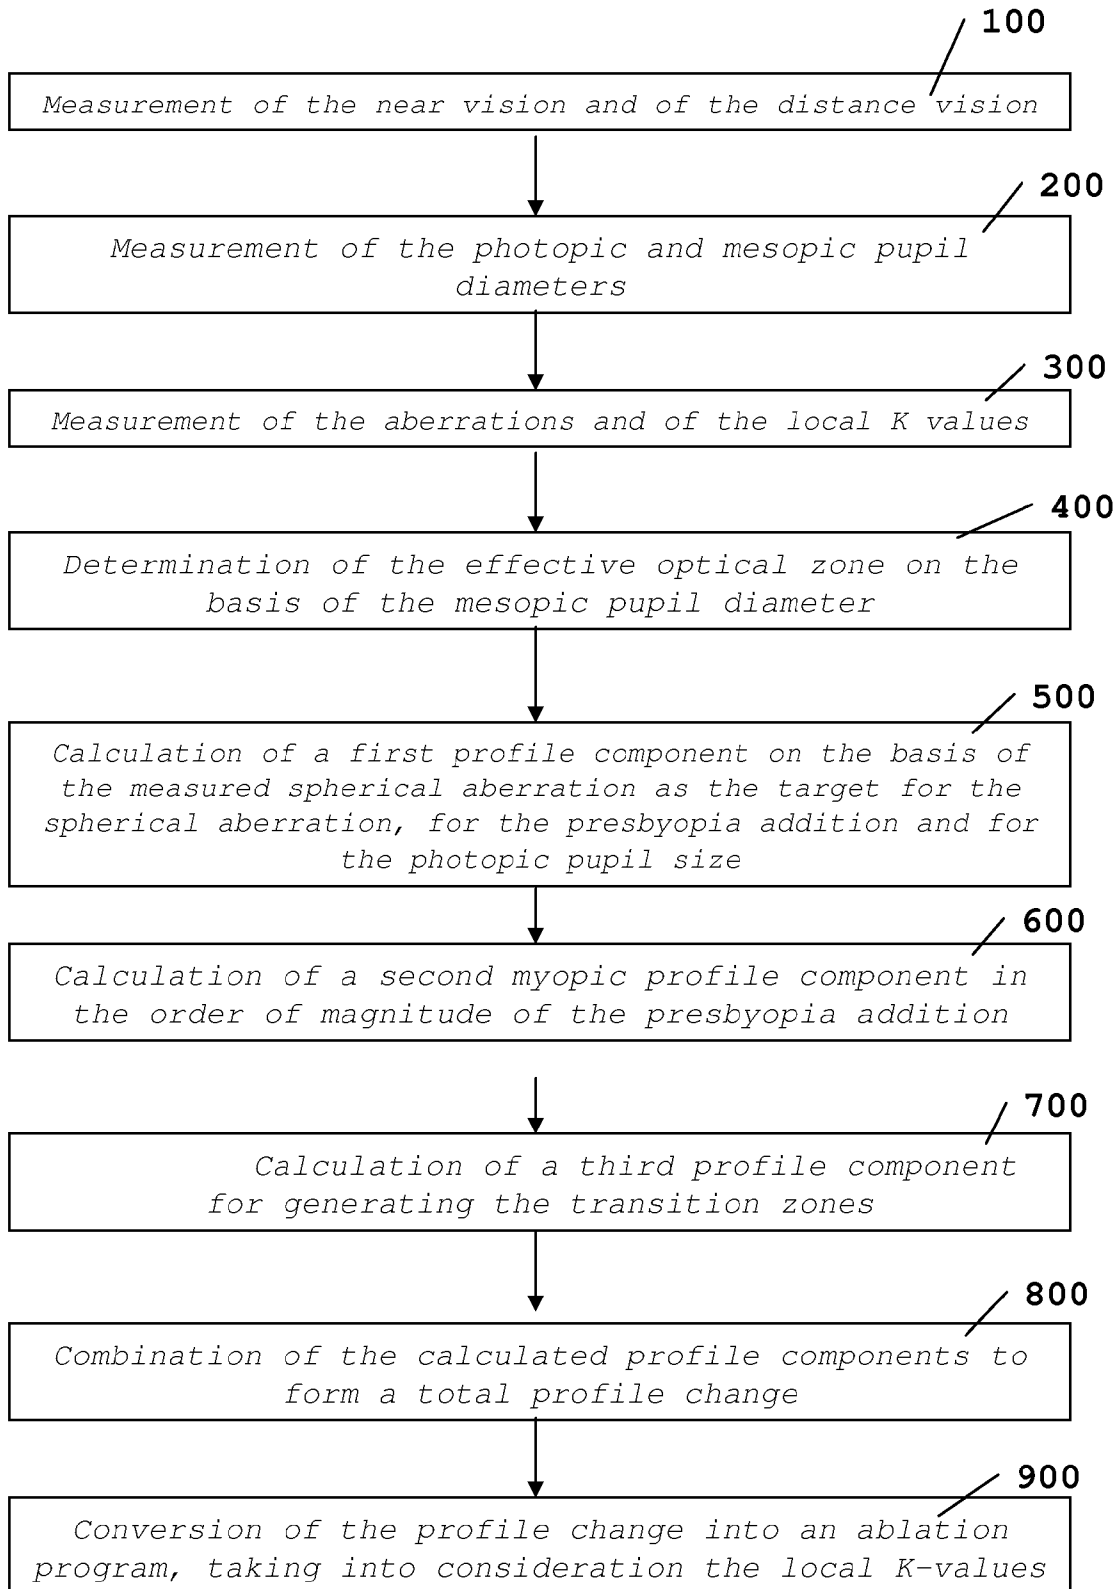 100
Measurement of the near vision and of the distance vision
200
Measurement of the photopic and mesopic pupil
diameters
300
Measurement of the aberrations and of the local K values
400
Determination of the effective optical zone on the
basis of the mesopic pupil diameter
500
Calculation of a first profile component on the basis of
the measured spherical aberration as the target for the
spherical aberration, for the presbyopia addition and for
the photopic pupil size
600
Calculation of a second myopic profile component in
the order of magnitude of the presbyopia addition
700
Calculation of a third profile component
for generating the transition zones
800
Combination of the calculated profile components to
form a total profile change
900
Conversion of the profile change into an ablation
program, taking into consideration the local K-values